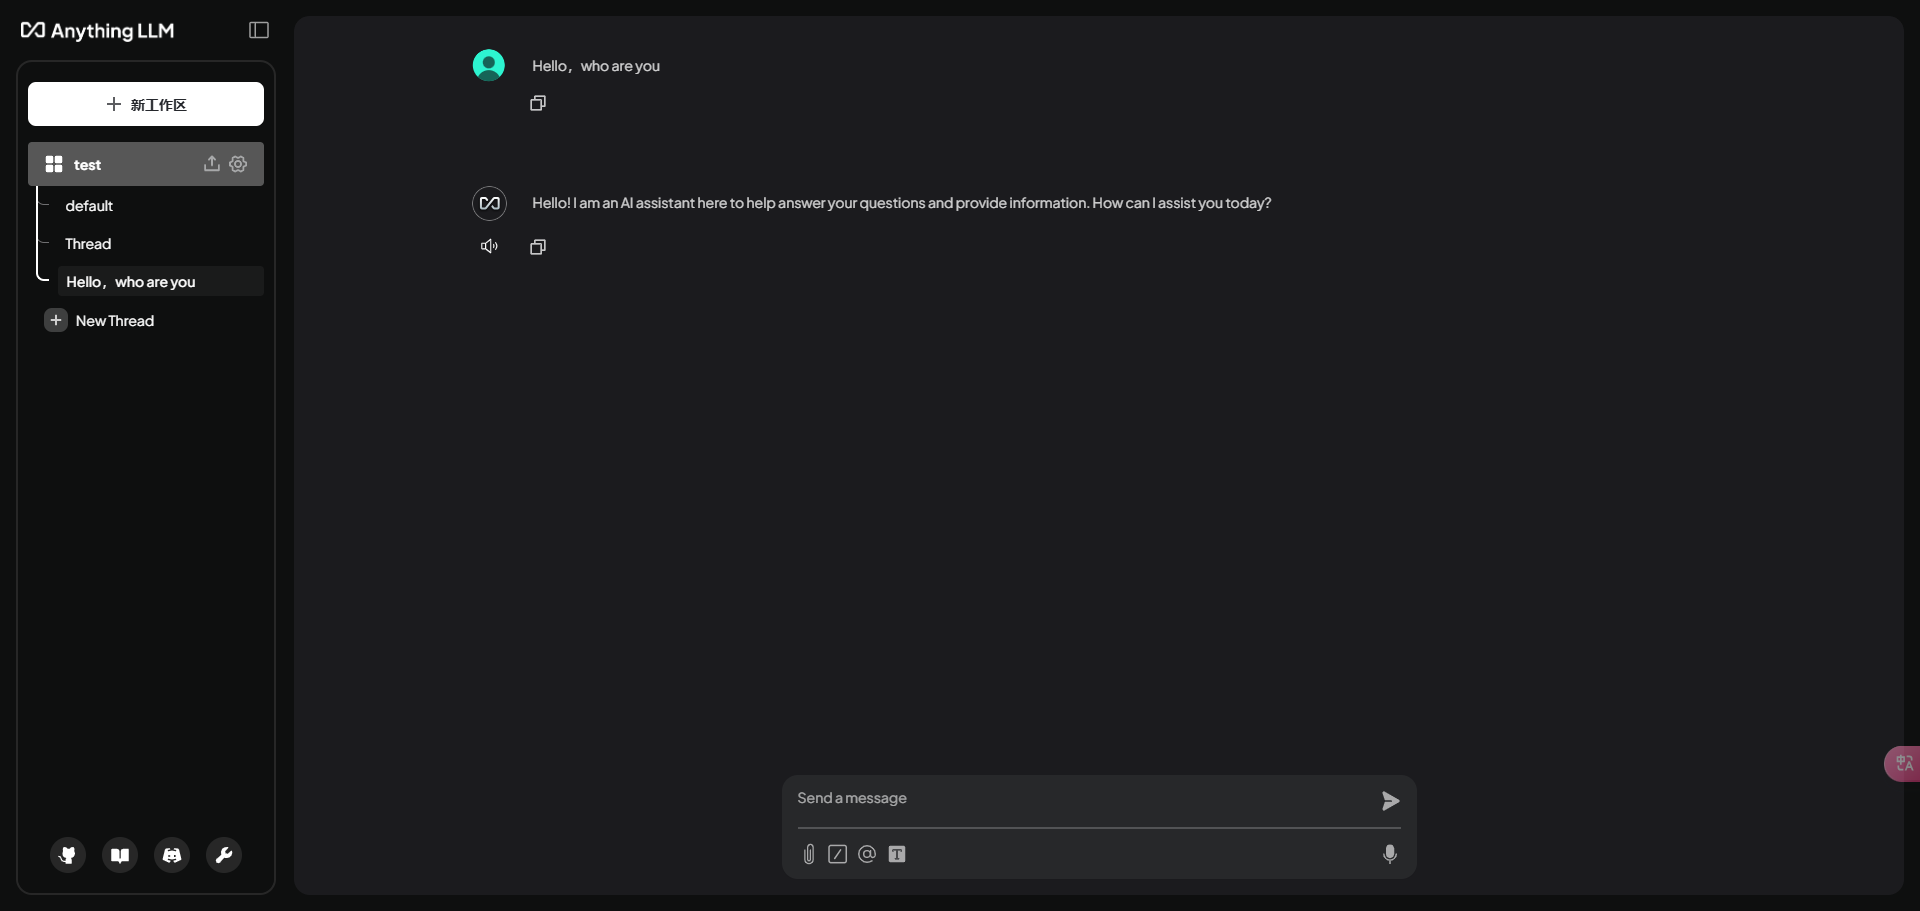 Anything LLM
新工作区
test
default
Thread
Hello，who are you
New Thread
Hello，who are you
Hello! I am an AI assistant here to help answer your questions and provide information. How can I assist you today?
Send a message